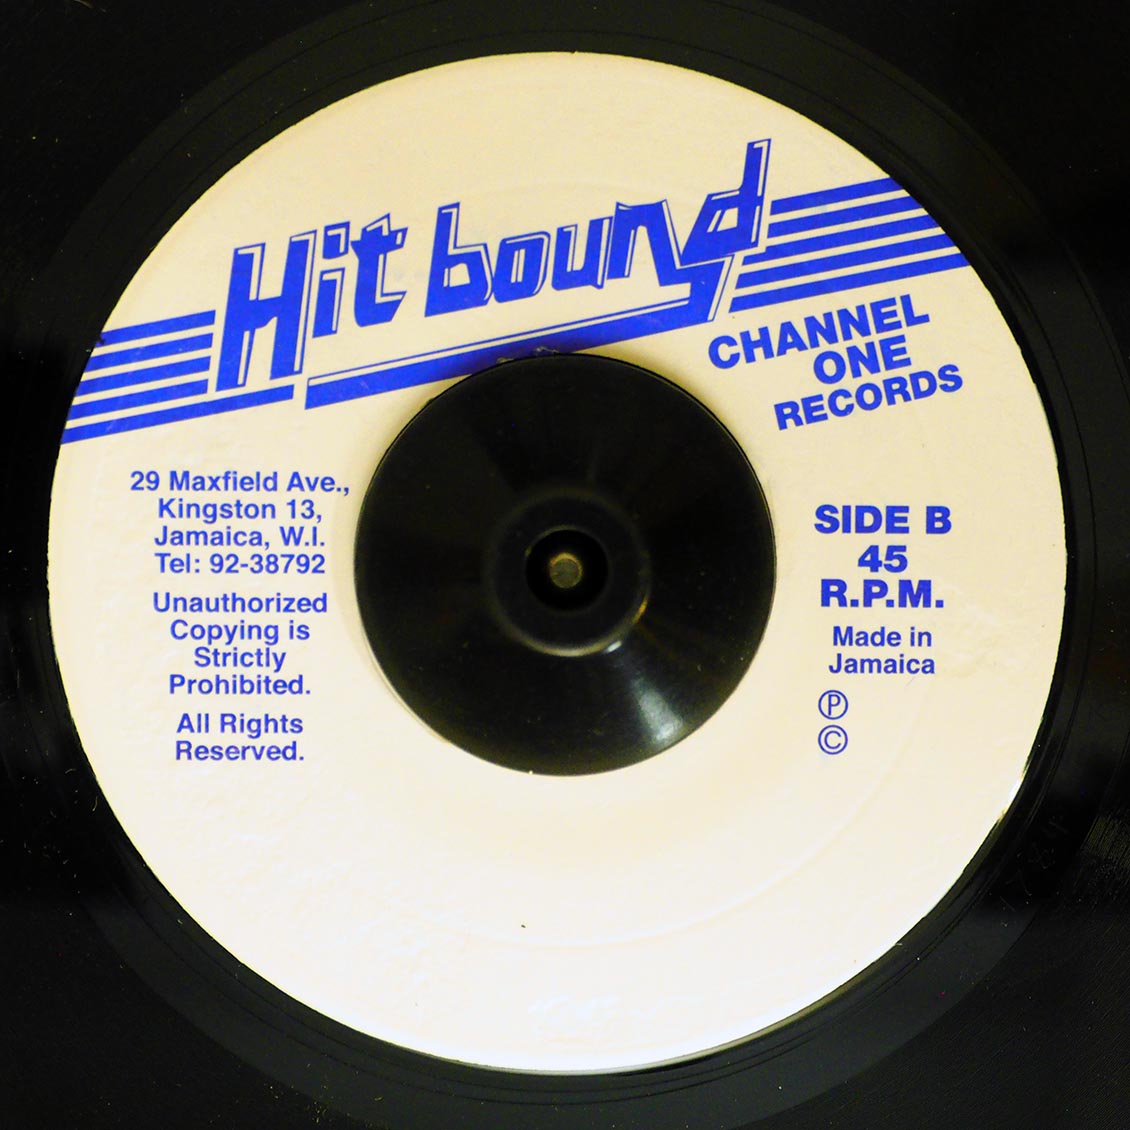 Hit bound
CHANNEL
ONE
RECORDS
29 Maxfield Ave.,
Kingston 13,
Jamaica, W.I.
Tel: 92-38792
Unauthorized
Copying is
Strictly
Prohibited.
All Rights
Reserved.
SIDE B
45
R.P.M.
Made in
Jamaica
℗
©